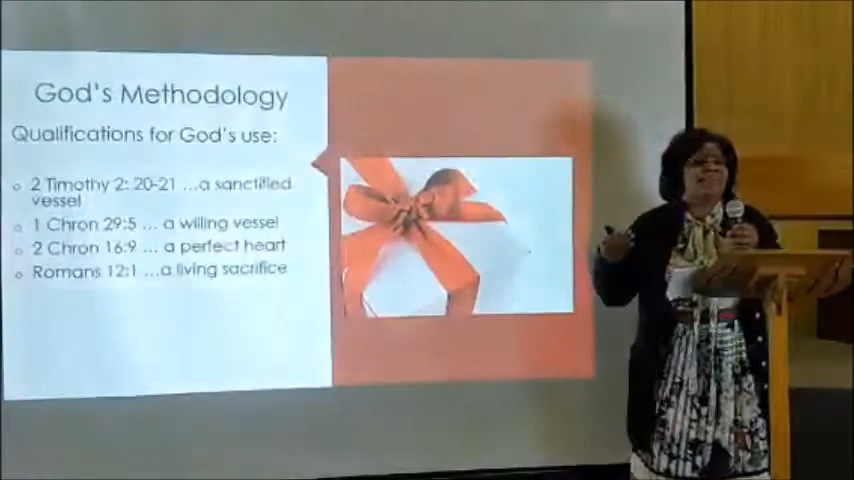 God's Methodology
Qualifications for God's use:
2 Timothy 2: 20-21 ...a sanctified
vessel
1 Chron 29:5 ... a willing vessel
2 Chron 16:9 ... a perfect heart
Romans 12:1 ...a living sacrifice